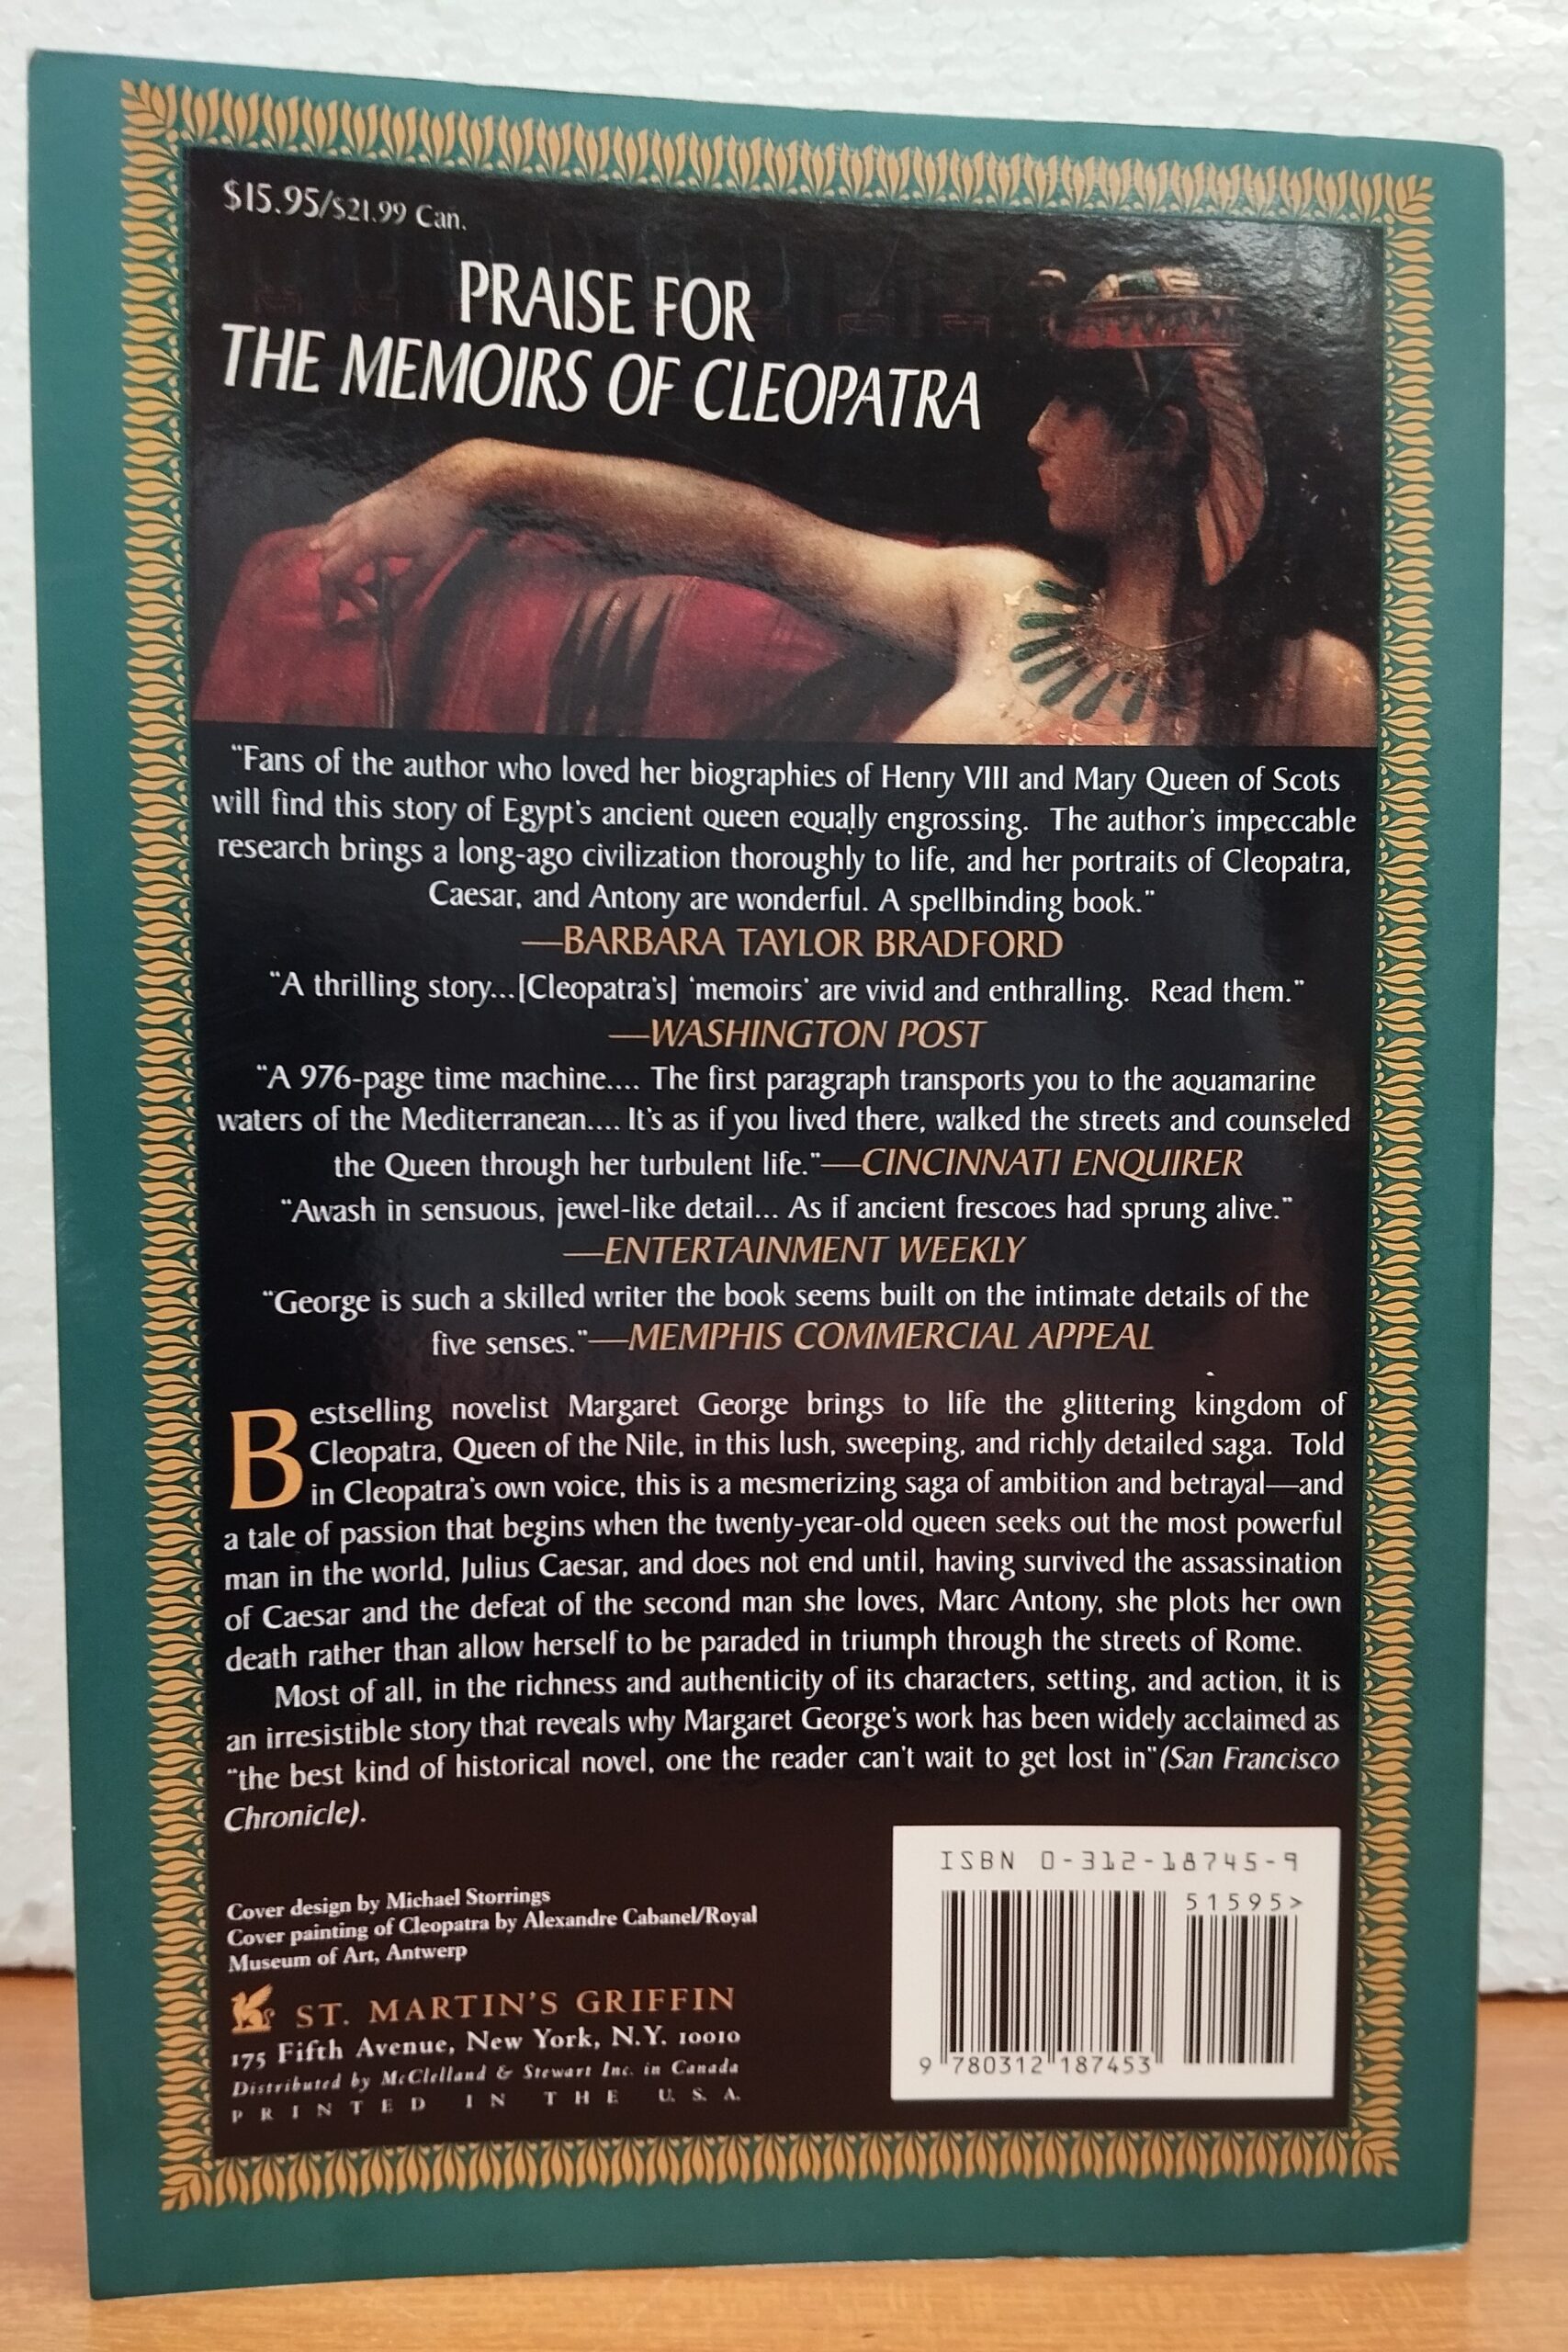 $15.95/$21.99 Can.
PRAISE FOR
THE MEMOIRS OF CLEOPATRA
“Fans of the author who loved her biographies of Henry VIII and Mary Queen of Scots
will find this story of Egypt's ancient queen equally engrossing.  The author's impeccable
research brings a long-ago civilization thoroughly to life, and her portraits of Cleopatra,
Caesar, and Antony are wonderful. A spellbinding book.”
—BARBARA TAYLOR BRADFORD
“A thrilling story...[Cleopatra's] ‘memoirs’ are vivid and enthralling.  Read them.”
—WASHINGTON POST
“A 976-page time machine.... The first paragraph transports you to the aquamarine
waters of the Mediterranean.... It's as if you lived there, walked the streets and counseled
the Queen through her turbulent life.”—CINCINNATI ENQUIRER
“Awash in sensuous, jewel-like detail... As if ancient frescoes had sprung alive.”
—ENTERTAINMENT WEEKLY
“George is such a skilled writer the book seems built on the intimate details of the
five senses.”—MEMPHIS COMMERCIAL APPEAL
Bestselling novelist Margaret George brings to life the glittering kingdom of
Cleopatra, Queen of the Nile, in this lush, sweeping, and richly detailed saga.  Told
in Cleopatra's own voice, this is a mesmerizing saga of ambition and betrayal—and
a tale of passion that begins when the twenty-year-old queen seeks out the most powerful
man in the world, Julius Caesar, and does not end until, having survived the assassination
of Caesar and the defeat of the second man she loves, Marc Antony, she plots her own
death rather than allow herself to be paraded in triumph through the streets of Rome.
Most of all, in the richness and authenticity of its characters, setting, and action, it is
an irresistible story that reveals why Margaret George's work has been widely acclaimed as
“the best kind of historical novel, one the reader can't wait to get lost in”(San Francisco
Chronicle).
Cover design by Michael Storrings
Cover painting of Cleopatra by Alexandre Cabanel/Royal
Museum of Art, Antwerp
ST. MARTIN'S GRIFFIN
175 Fifth Avenue, New York, N.Y. 10010
Distributed by McClelland & Stewart Inc. in Canada
PRINTED IN THE U.S.A.
ISBN 0-312-18745-9
51595>
9 780312 187453